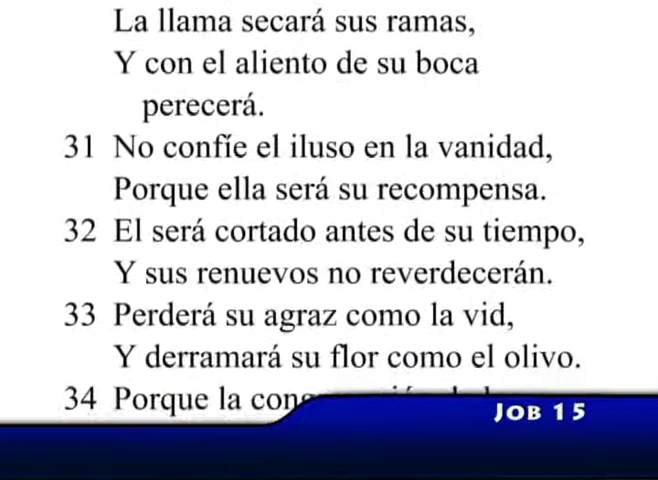 La llama secará sus ramas,
Y con el aliento de su boca
perecerá.
31 No confíe el iluso en la vanidad,
Porque ella será su recompensa.
32 El será cortado antes de su tiempo,
Y sus renuevos no reverdecerán.
33 Perderá su agraz como la vid,
Y derramará su flor como el olivo.
34 Porque la
JOB 15